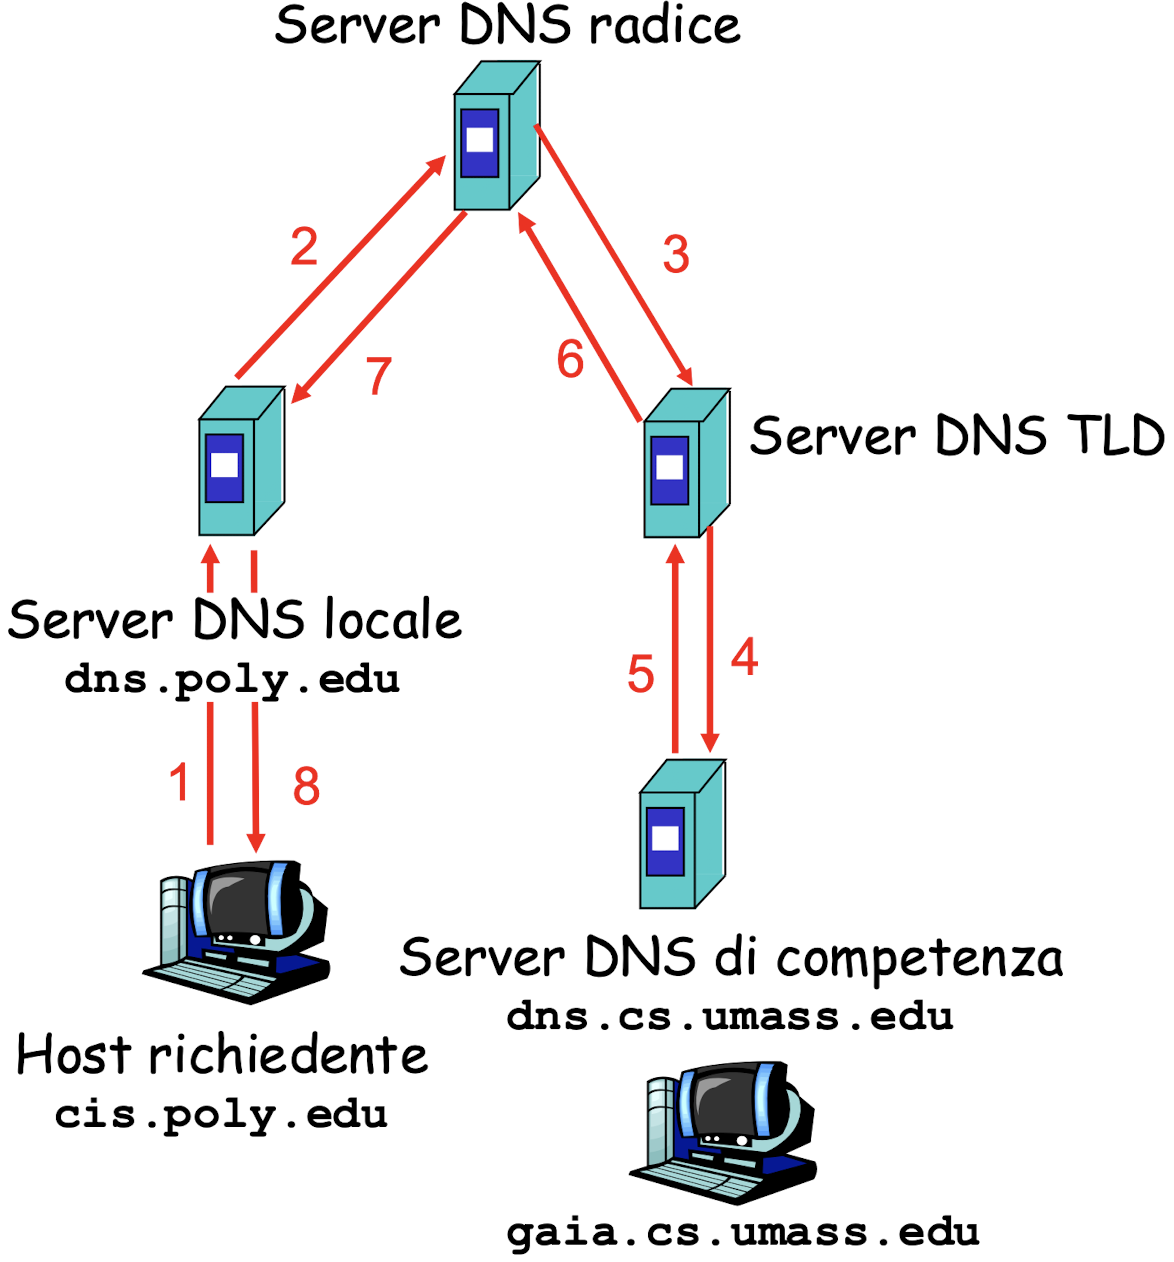 Server DNS radice
2
3
7
6
Server DNS TLD
Server DNS locale
dns.poly.edu
5
4
1
8
Server DNS di competenza
dns.cs.umass.edu
Host richiedente
cis.poly.edu
gaia.cs.umass.edu